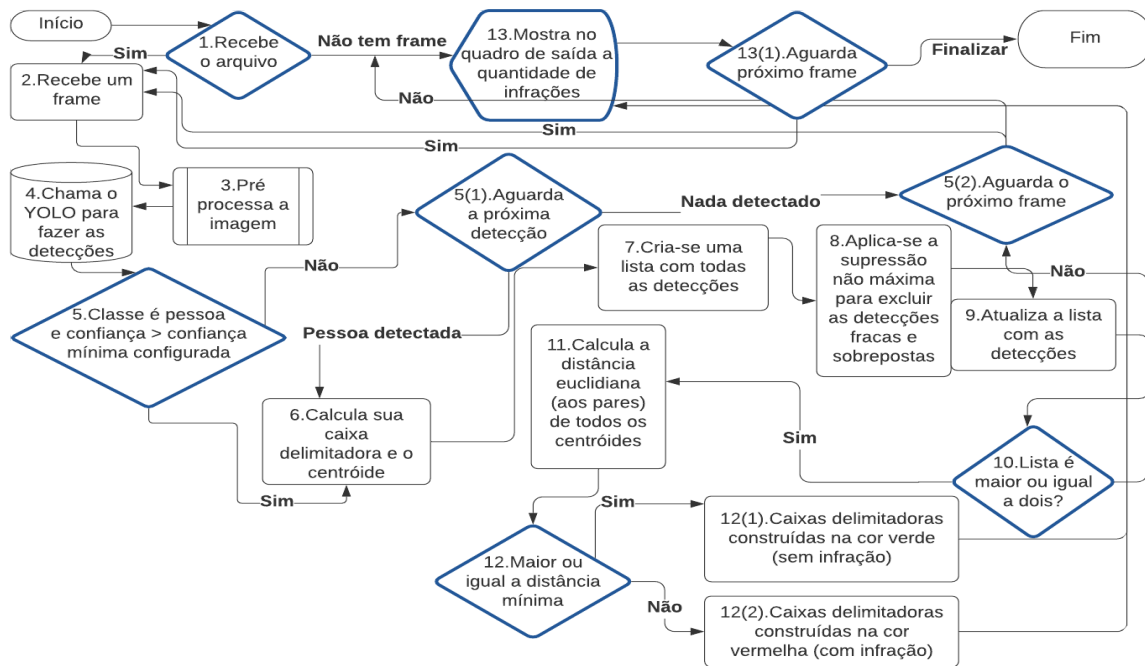 Início
1.Recebe
o arquivo
Sim
Não tem frame
13.Mostra no
quadro de saída a
quantidade de
infrações
13(1).Aguarda
próximo frame
Finalizar
Fim
2.Recebe um
frame
Não
Sim
Sim
3.Pré
processa a
imagem
4.Chama o
YOLO para
fazer as
detecções
5(1).Aguarda
a próxima
detecção
Nada detectado
5(2).Aguarda o
próximo frame
Não
7.Cria-se uma
lista com todas
as detecções
8.Aplica-se a
supressão
não máxima
para excluir
as detecções
fracas e
sobrepostas
Não
9.Atualiza a lista
com as
detecções
5.Classe é pessoa
e confiança > confiança
mínima configurada
Pessoa detectada
11.Calcula a
distância
euclidiana
(aos pares)
de todos os
centróides
6.Calcula sua
caixa
delimitadora e o
centróide
Sim
Sim
10.Lista é
maior ou igual
a dois?
12.Maior ou
igual a distância
mínima
Sim
12(1).Caixas delimitadoras
construídas na cor verde
(sem infração)
Não
12(2).Caixas delimitadoras
construídas na cor
vermelha (com infração)